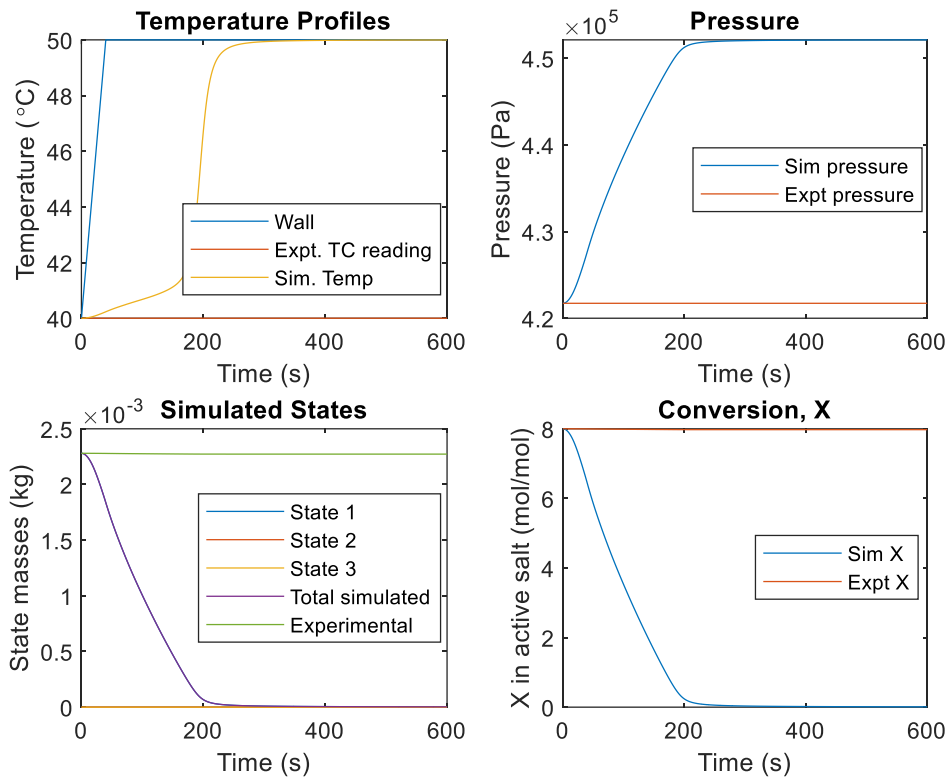 Temperature Profiles
Temperature (°C)
50
48
46
44
42
40
0
200
400
600
Time (s)
Wall
Expt. TC reading
Sim. Temp
Pressure
×10^5
Pressure (Pa)
4.5
4.4
4.3
4.2
0
200
400
600
Time (s)
Sim pressure
Expt pressure
Simulated States
×10^-3
State masses (kg)
2.5
2
1.5
1
0.5
0
0
200
400
600
Time (s)
State 1
State 2
State 3
Total simulated
Experimental
Conversion, X
X in active salt (mol/mol)
8
6
4
2
0
0
200
400
600
Time (s)
Sim X
Expt X